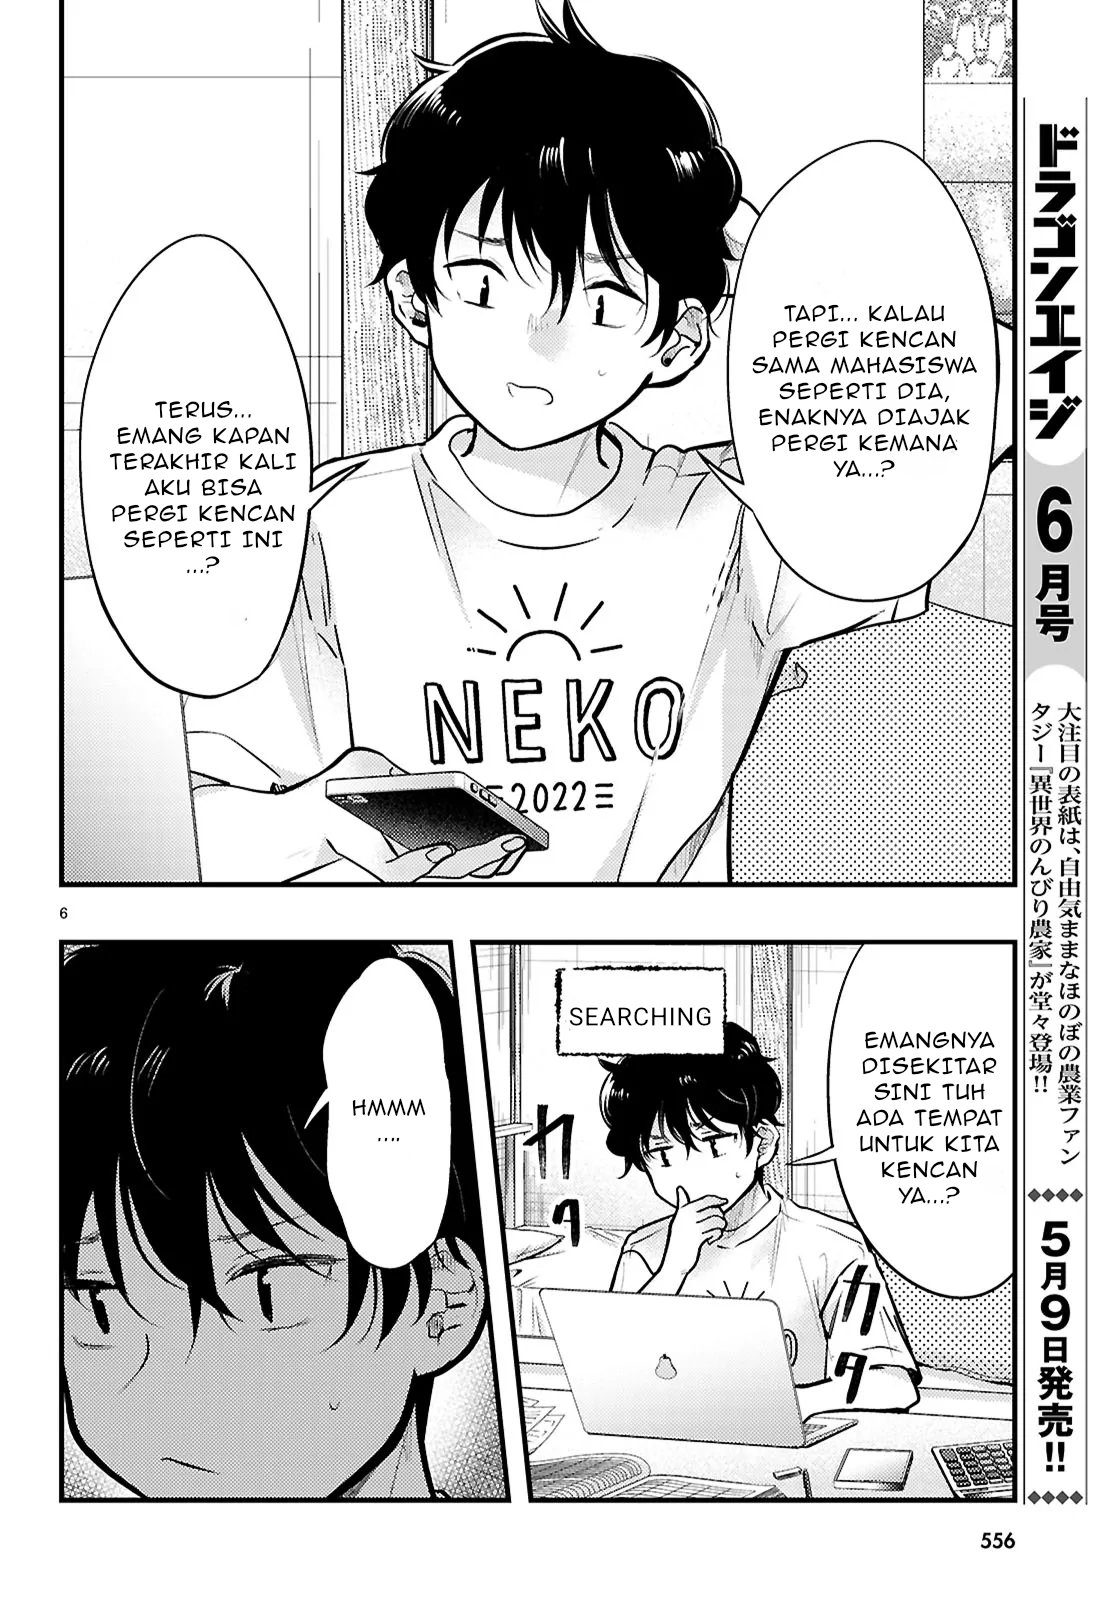 TAPI... KALAU
PERGI KENCAN
SAMA MAHASISWA
SEPERTI DIA,
ENAKNYA DIAJAK
PERGI KEMANA
YA...?
TERUS...
EMANG KAPAN
TERAKHIR KALI
AKU BISA
PERGI KENCAN
SEPERTI INI
...?
NEKO
=2022=
6
SEARCHING
EMANGNYA
DISEKITAR
SINI TUH
ADA TEMPAT
UNTUK KITA
KENCAN
YA...?
カタ
カタ
HMMM
....
ドラゴンエイジ
6月号
大注目の表紙は、自由気ままなほのぼの農業ファン
タジー『異世界のんびり農家』が堂々登場!!
5月9日発売!!
556